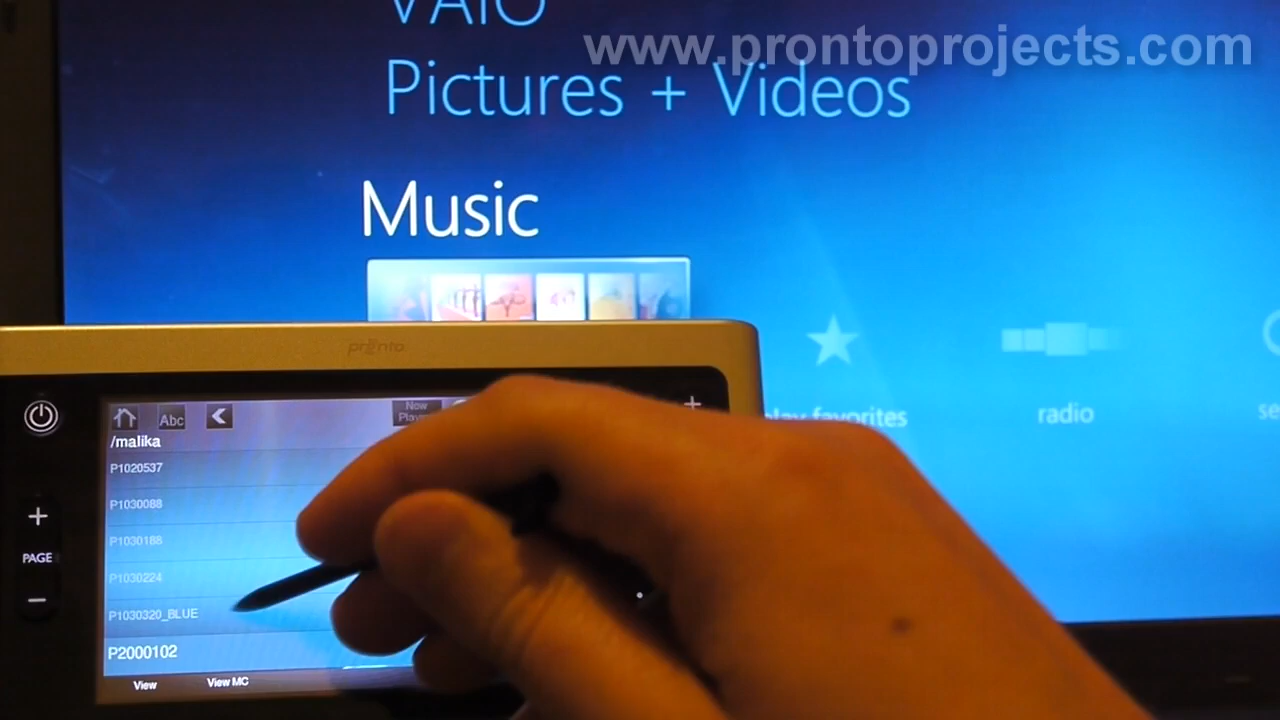 VAIO
www.prontoprojects.com
Pictures + Videos
Music
pronto
play favorites
radio
Abc
Now
/malika
P1020537
P1030088
P1030188
P1030224
P1030320_BLUE
P2000102
View
View MC
+
PAGE
−
+